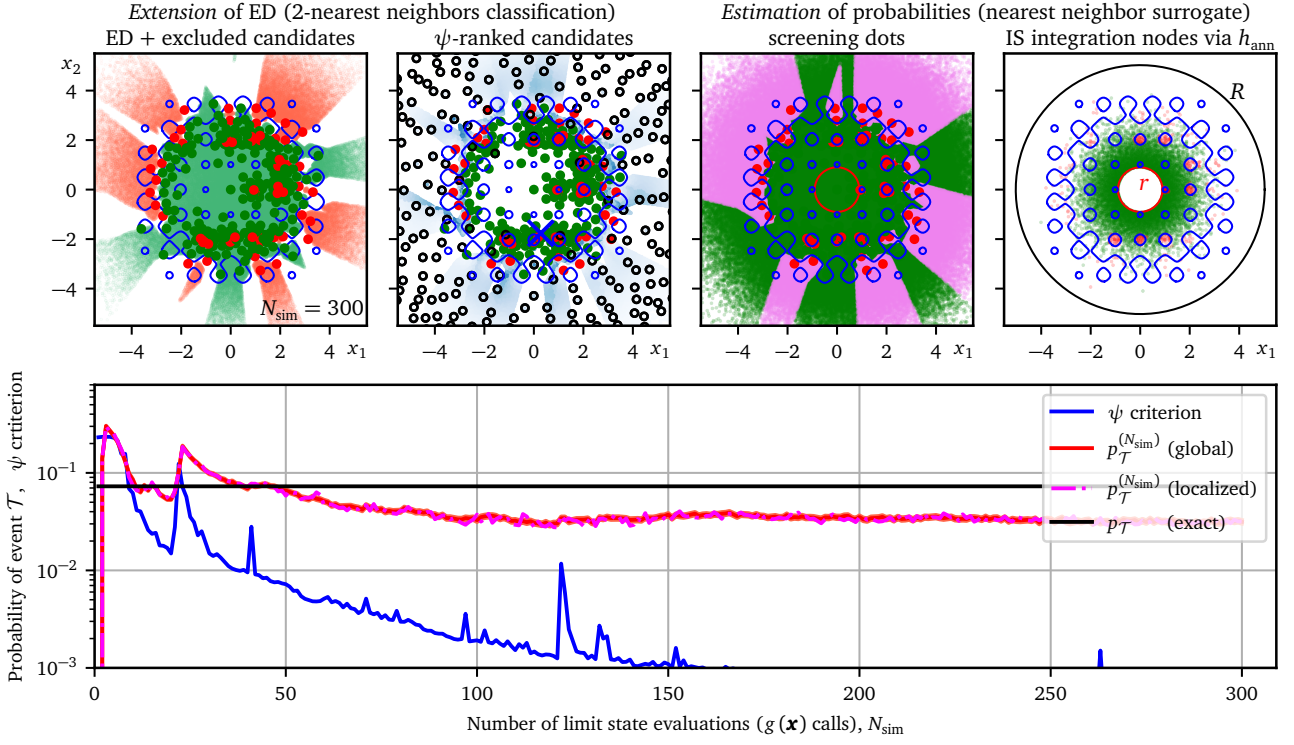 Extension of ED (2-nearest neighbors classification)
Estimation of probabilities (nearest neighbor surrogate)
ED + excluded candidates
ψ-ranked candidates
screening dots
IS integration nodes via h_ann
x_2
4
2
0
−2
−4
N_sim = 300
R
r
−4 −2 0 2 4 x_1
−4 −2 0 2 4 x_1
−4 −2 0 2 4 x_1
−4 −2 0 2 4 x_1
Probability of event 𝒯, ψ crtiterion
10^−1
10^−2
10^−3
ψ criterion
p_𝒯^(N_sim) (global)
p_𝒯^(N_sim) (localized)
p_𝒯 (exact)
0 50 100 150 200 250 300
Number of limit state evaluations (g(x) calls), N_sim